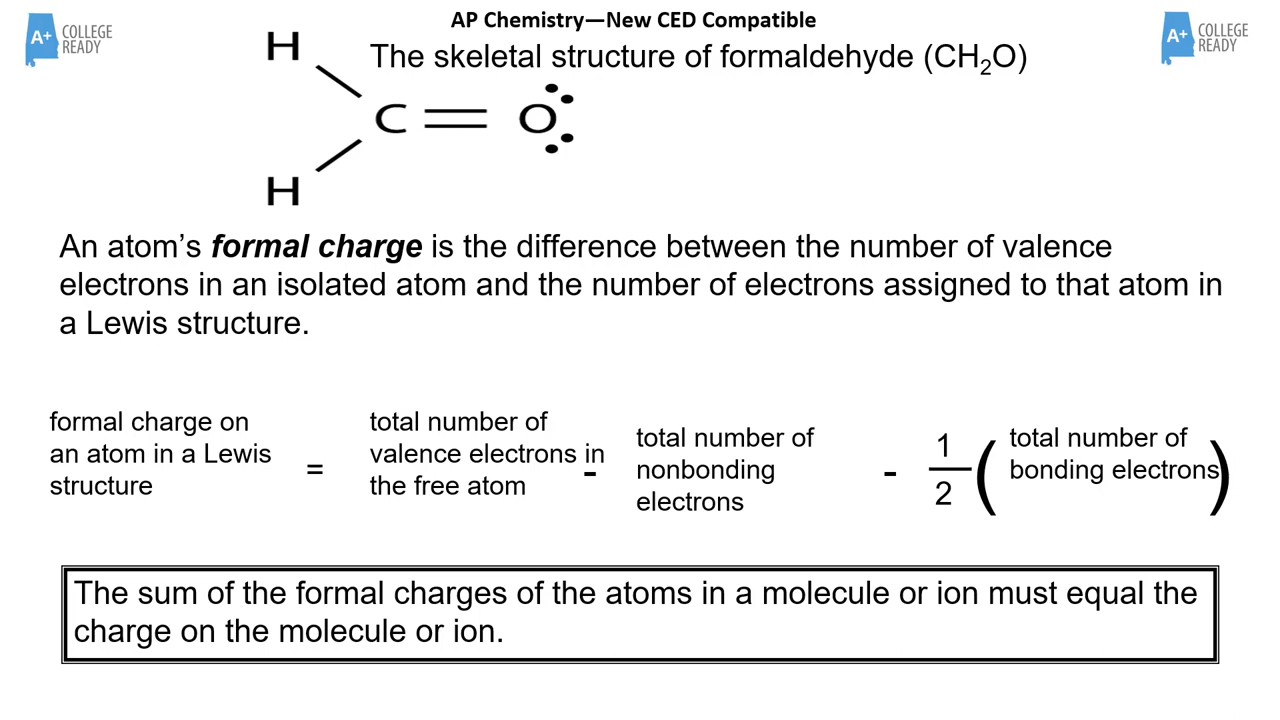 AP Chemistry—New CED Compatible
A+ COLLEGE
READY
A+ COLLEGE
READY
The skeletal structure of formaldehyde (CH₂O)
H
C = O
H
An atom's formal charge is the difference between the number of valence
electrons in an isolated atom and the number of electrons assigned to that atom in
a Lewis structure.
formal charge on
an atom in a Lewis
structure
=
total number of
valence electrons in
the free atom
-
total number of
nonbonding
electrons
-
1
2
(
total number of
bonding electrons
)
The sum of the formal charges of the atoms in a molecule or ion must equal the
charge on the molecule or ion.